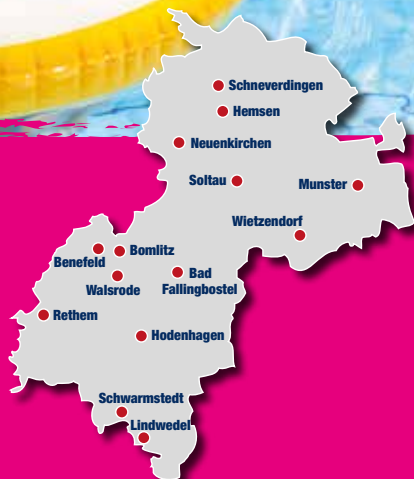 Schneverdingen
Hemsen
Neuenkirchen
Soltau
Munster
Wietzendorf
Benefeld
Bomlitz
Walsrode
Bad
Fallingbostel
Rethem
Hodenhagen
Schwarmstedt
Lindwedel